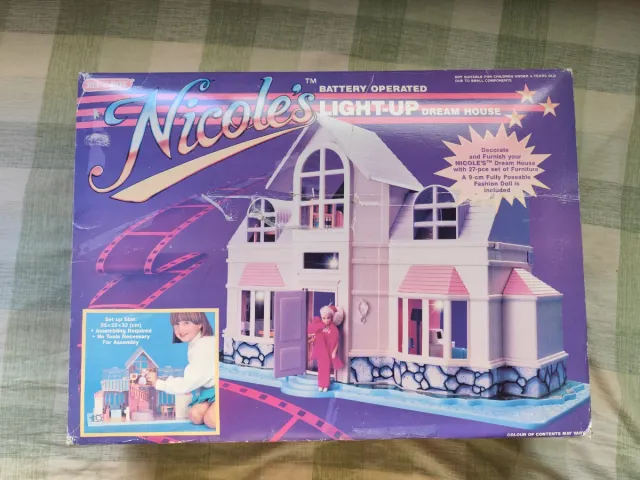 Nicole's™
BATTERY OPERATED
LIGHT-UP DREAM HOUSE
NOT SUITABLE FOR CHILDREN UNDER 3 YEARS OLD
DUE TO SMALL COMPONENTS
Decorate
and Furnish your
NICOLE'S™ Dream House
with 27-pce set of Furniture
A 9-cm Fully Poseable
Fashion Doll is
included
Set up Size:
• Assembling Required
• No Tools Necessary
For Assembly
COLOUR OF CONTENTS MAY VARY